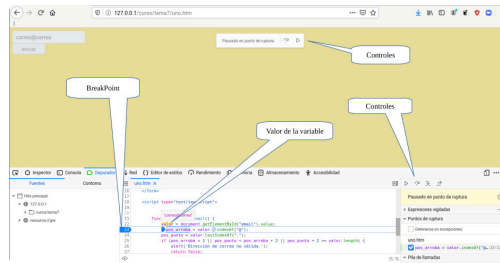 127.0.0.1/curso/tema7/uno.htm
correo@correo
enviar
Pausado en punto de ruptura
Controles
BreakPoint
Controles
Valor de la variable
Inspector
Consola
Depurador
Red
Editor de estilos
Rendimiento
Almacenamiento
Accesibilidad
Fuentes
Contorno
uno.htm
Hilo principal
127.0.0.1
curso/tema7
resource-right
</form>
<script type="text/javascript">
valor = document.getElementById("email").value;
pos_arroba = valor.indexOf("@");
pos_punto = valor.lastIndexOf(".");
if (pos_arroba < 1 || pos_punto < pos_arroba + 2 || pos_punto + 2 >= valor.length) {
alert('Dirección de correo no válida.');
return false;
Pausado en punto de ruptura
Expresiones vigiladas
Puntos de ruptura
Detenerse en excepciones
uno.htm
pos_arroba = valor.indexOf("@…
Pila de llamadas